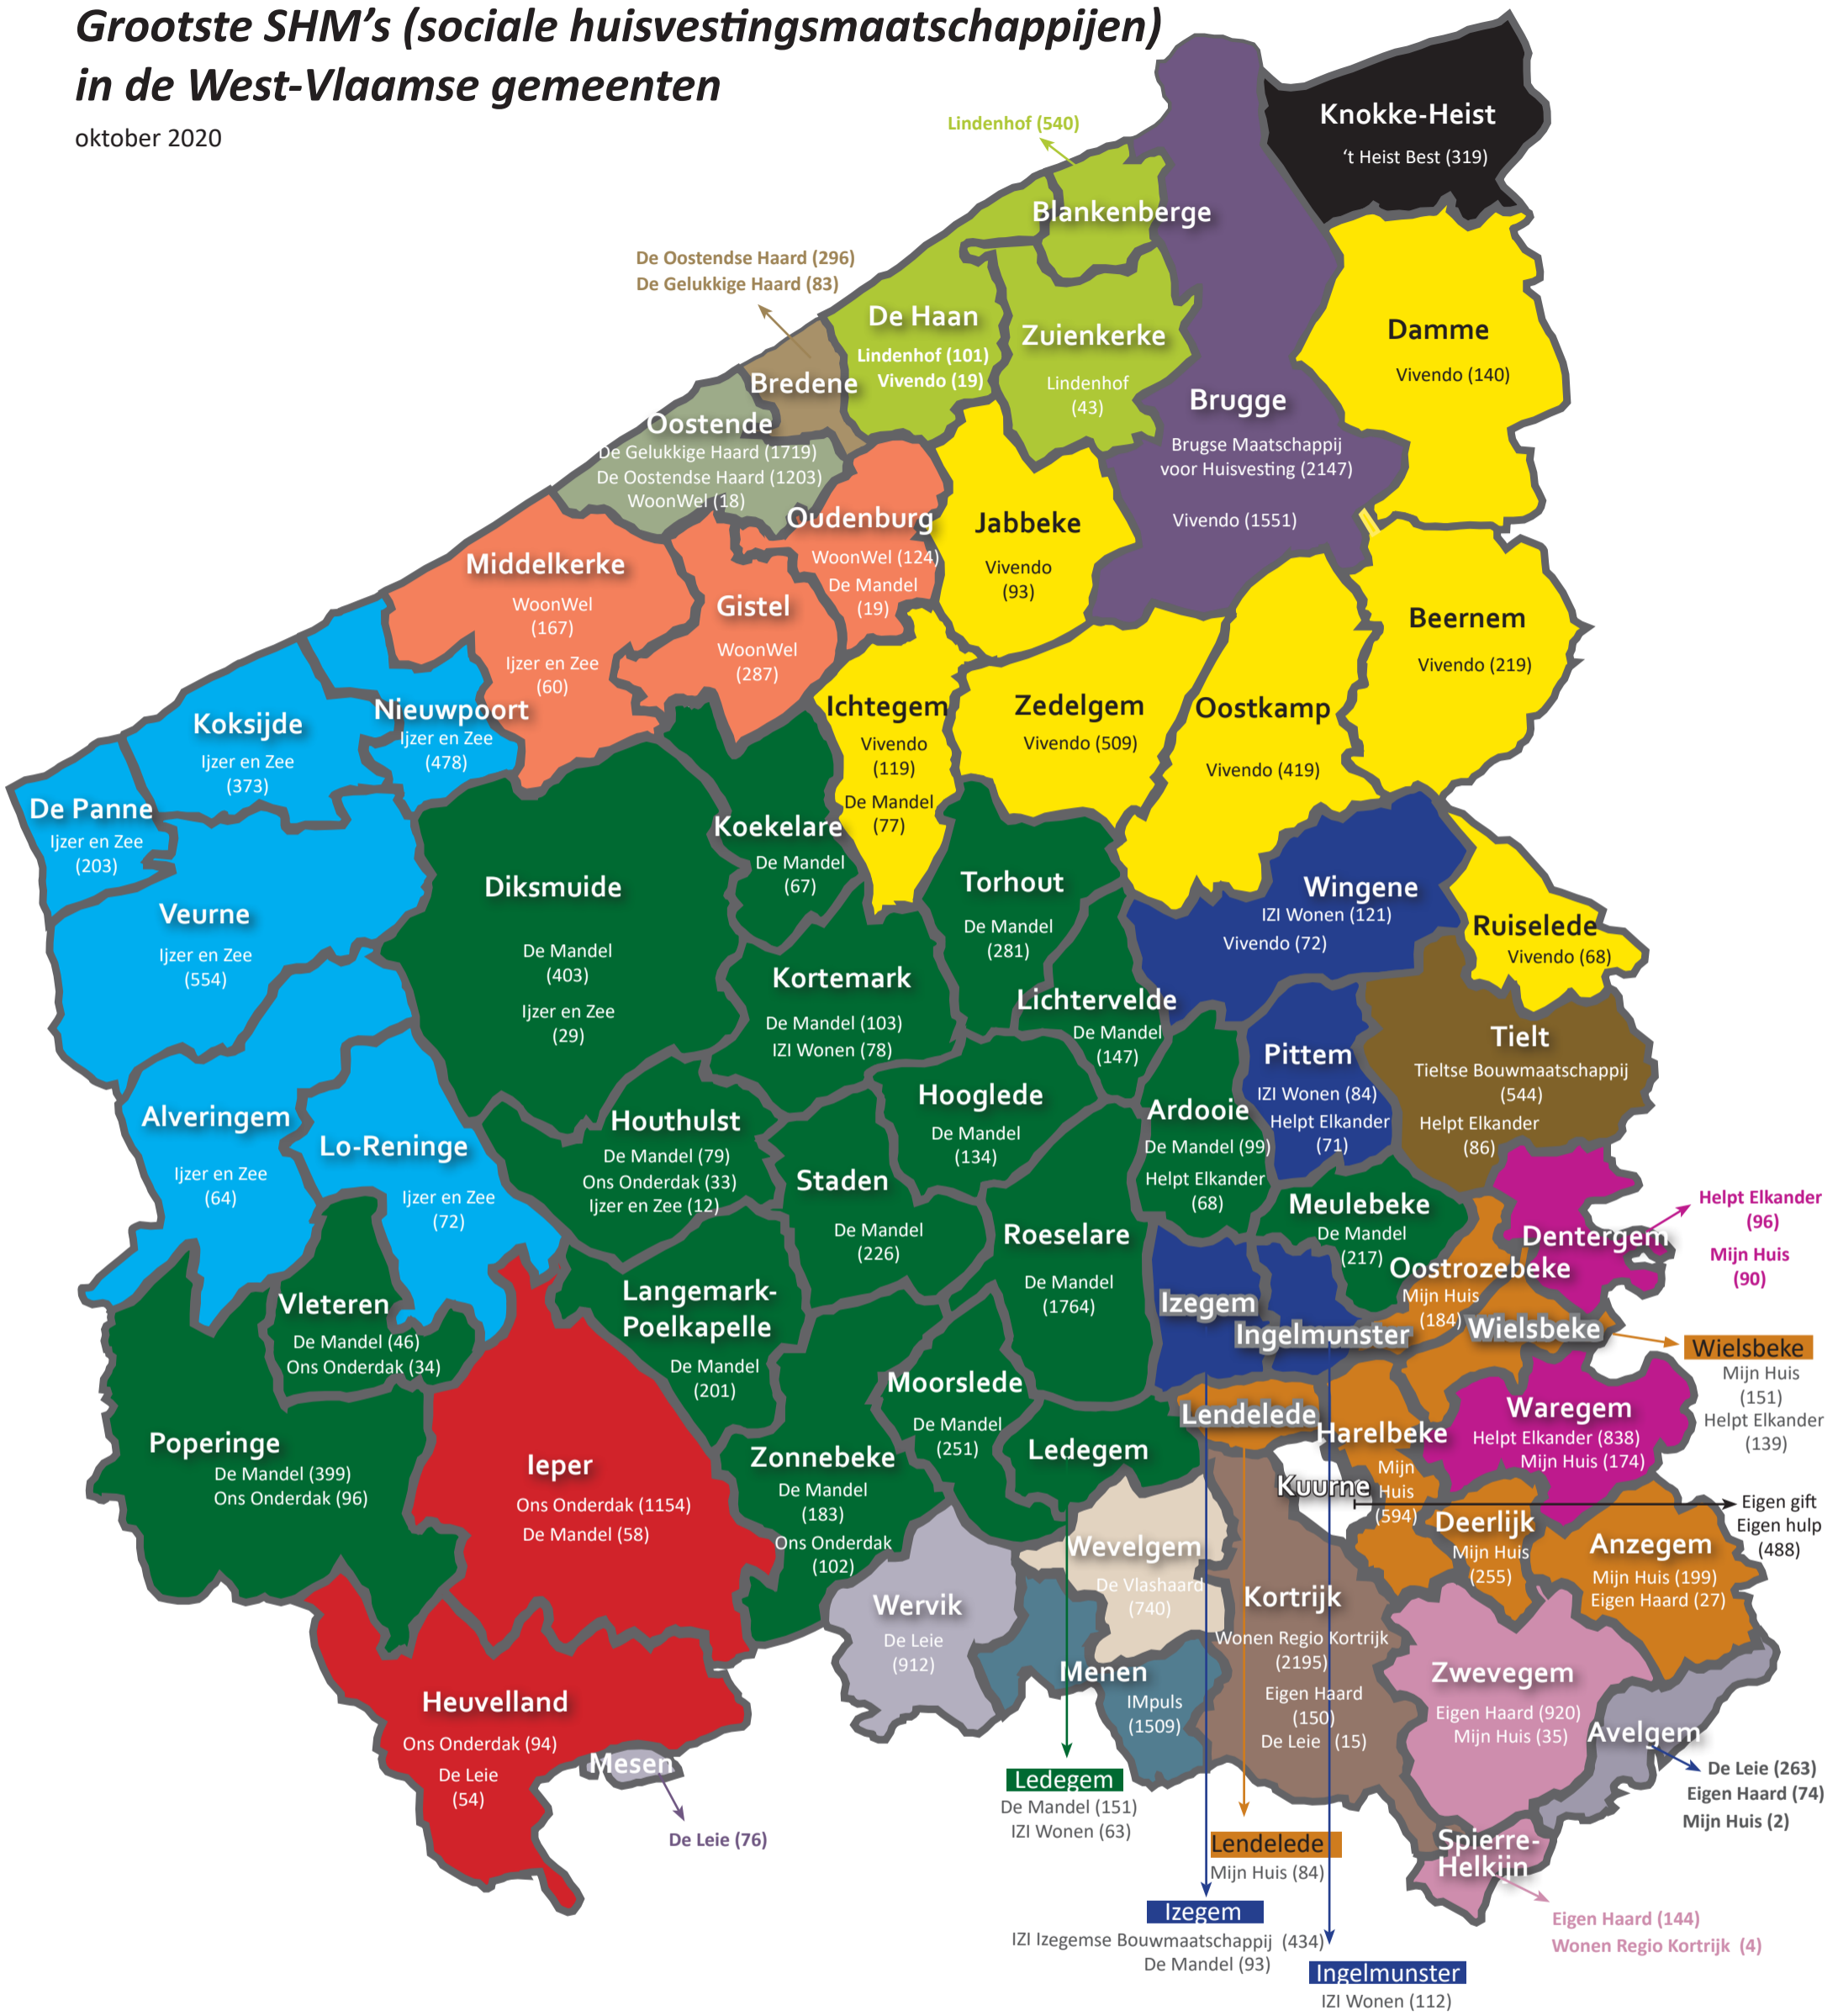 Grootste SHM’s (sociale huisvestingsmaatschappijen)
in de West-Vlaamse gemeenten
oktober 2020
Knokke-Heist
‘t Heist Best (319)
Lindenhof (540)
Blankenberge
De Oostendse Haard (296)
De Gelukkige Haard (83)
De Haan
Lindenhof (101)
Vivendo (19)
Zuienkerke
Lindenhof
(43)
Damme
Vivendo (140)
Bredene
Brugge
Brugse Maatschappij
voor Huisvesting (2147)
Vivendo (1551)
Oostende
De Gelukkige Haard (1719)
De Oostendse Haard (1203)
WoonWel (18)
Oudenburg
WoonWel (124)
De Mandel
(19)
Jabbeke
Vivendo
(93)
Middelkerke
WoonWel
(167)
Ijzer en Zee
(60)
Gistel
WoonWel
(287)
Beernem
Vivendo (219)
Ichtegem
Vivendo
(119)
De Mandel
(77)
Zedelgem
Vivendo (509)
Oostkamp
Vivendo (419)
Koksijde
Ijzer en Zee
(373)
Nieuwpoort
Ijzer en Zee
(478)
De Panne
Ijzer en Zee
(203)
Veurne
Ijzer en Zee
(554)
Diksmuide
De Mandel
(403)
Ijzer en Zee
(29)
Koekelare
De Mandel
(67)
Torhout
De Mandel
(281)
Wingene
IZI Wonen (121)
Vivendo (72)
Ruiselede
Vivendo (68)
Kortemark
De Mandel (103)
IZI Wonen (78)
Lichtervelde
De Mandel
(147)
Pittem
IZI Wonen (84)
Helpt Elkander
(71)
Tielt
Tieltse Bouwmaatschappij
(544)
Helpt Elkander
(86)
Alveringem
Ijzer en Zee
(64)
Lo-Reninge
Ijzer en Zee
(72)
Houthulst
De Mandel (79)
Ons Onderdak (33)
Ijzer en Zee (12)
Hooglede
De Mandel
(134)
Ardooie
De Mandel (99)
Helpt Elkander
(68)
Staden
De Mandel
(226)
Roeselare
De Mandel
(1764)
Meulebeke
De Mandel
(217)
Dentergem
Helpt Elkander
(96)
Mijn Huis
(90)
Oostrozebeke
Mijn Huis
(184)
Vleteren
De Mandel (46)
Ons Onderdak (34)
Langemark-
Poelkapelle
De Mandel
(201)
Izegem
Ingelmunster
Wielsbeke
Wielsbeke
Mijn Huis
(151)
Helpt Elkander
(139)
Moorslede
De Mandel
(251)
Lendelede
Harelbeke
Mijn
Huis
(594)
Waregem
Helpt Elkander (838)
Mijn Huis (174)
Poperinge
De Mandel (399)
Ons Onderdak (96)
Ieper
Ons Onderdak (1154)
De Mandel (58)
Zonnebeke
De Mandel
(183)
Ons Onderdak
(102)
Ledegem
Kuurne
Eigen gift
Eigen hulp
(488)
Deerlijk
Mijn Huis
(255)
Anzegem
Mijn Huis (199)
Eigen Haard (27)
Wevelgem
De Vlashaard
(740)
Wervik
De Leie
(912)
Kortrijk
Wonen Regio Kortrijk
(2195)
Eigen Haard
(150)
De Leie (15)
Menen
IMpuls
(1509)
Zwevegem
Eigen Haard (920)
Mijn Huis (35)
Heuvelland
Ons Onderdak (94)
De Leie
(54)
Mesen
De Leie (76)
Avelgem
De Leie (263)
Eigen Haard (74)
Mijn Huis (2)
Ledegem
De Mandel (151)
IZI Wonen (63)
Lendelede
Mijn Huis (84)
Spierre-
Helkijn
Eigen Haard (144)
Wonen Regio Kortrijk (4)
Izegem
IZI Izegemse Bouwmaatschappij (434)
De Mandel (93)
Ingelmunster
IZI Wonen (112)